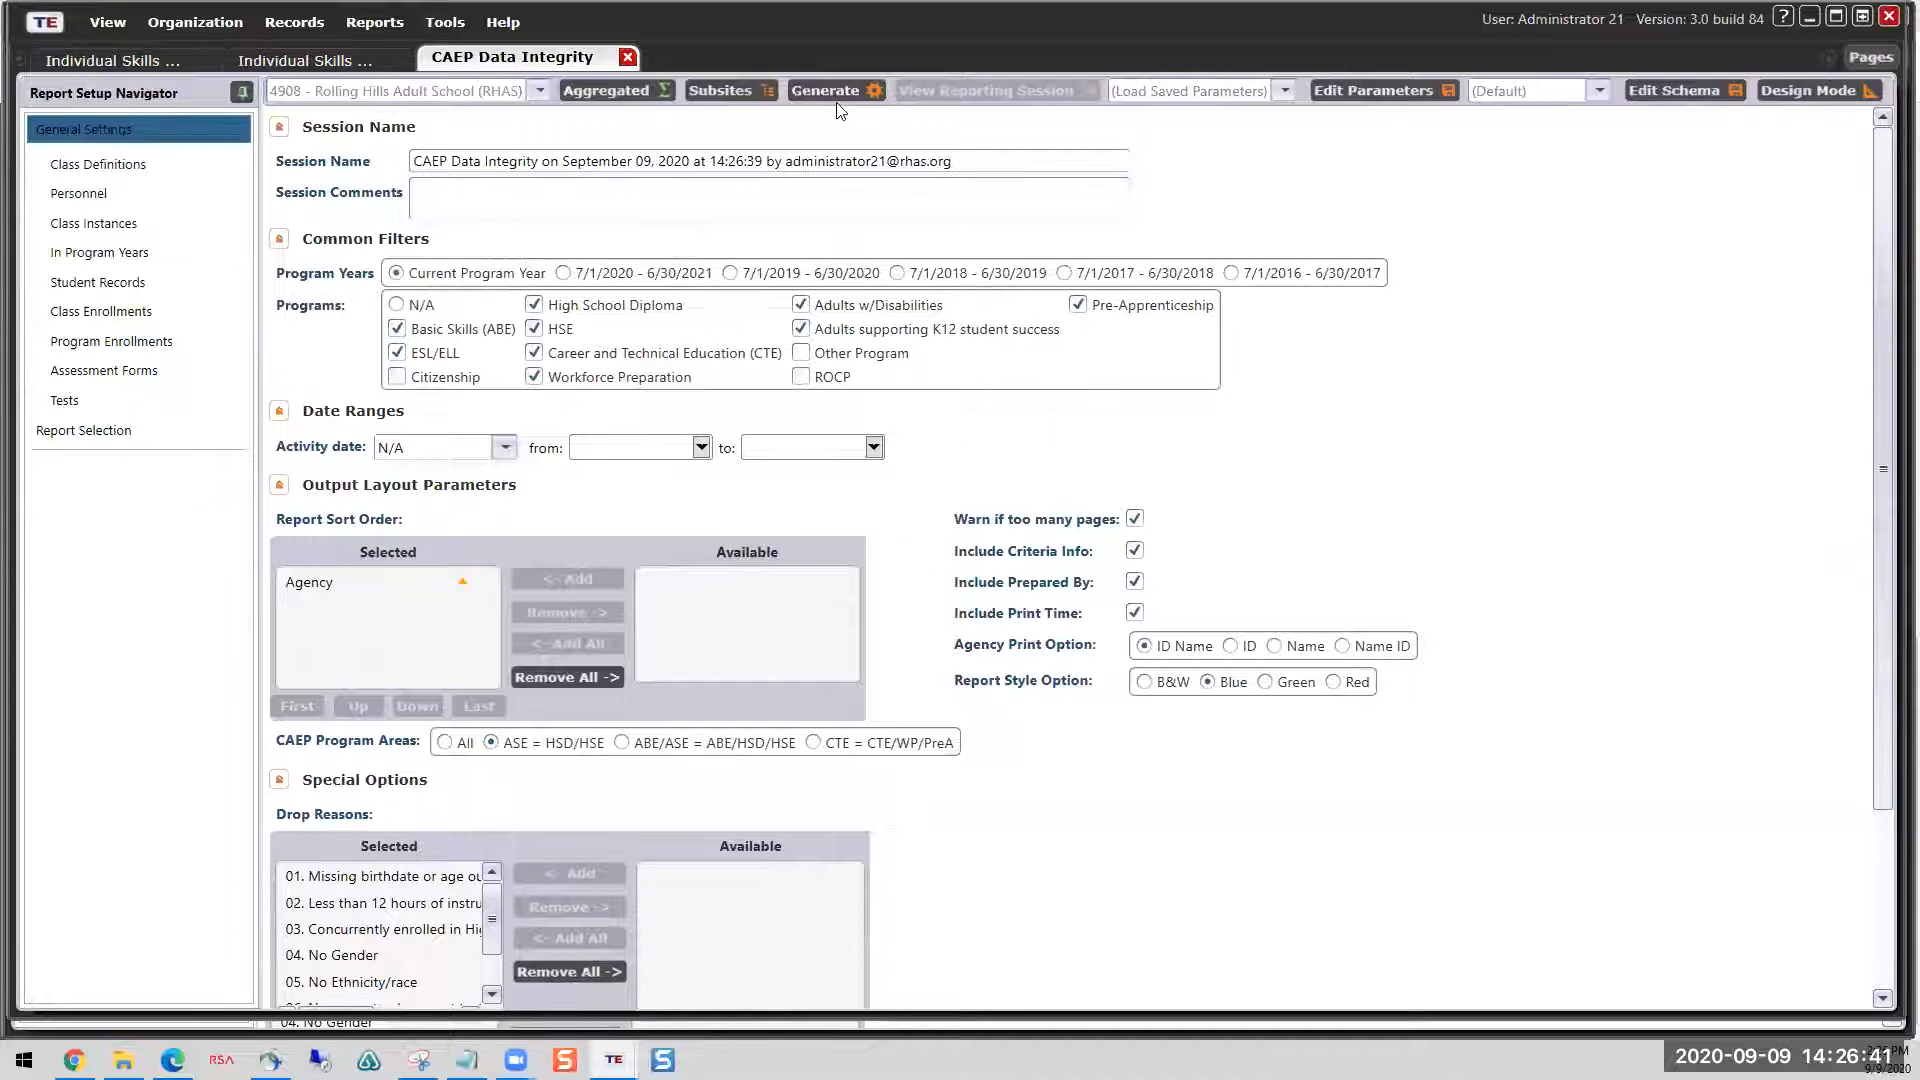 TE View Organization Records Reports Tools Help User: Administrator 21 Version: 3.0 build 84 ?
Individual Skills ... Individual Skills ... CAEP Data Integrity Pages
Report Setup Navigator 4908 - Rolling Hills Adult School (RHAS) Aggregated Subsites Generate View Reporting Session (Load Saved Parameters) Edit Parameters (Default) Edit Schema Design Mode
General Settings
Class Definitions
Personnel
Class Instances
In Program Years
Student Records
Class Enrollments
Program Enrollments
Assessment Forms
Tests
Report Selection
Session Name
Session Name CAEP Data Integrity on September 09, 2020 at 14:26:39 by administrator21@rhas.org
Session Comments
Common Filters
Program Years Current Program Year 7/1/2020 - 6/30/2021 7/1/2019 - 6/30/2020 7/1/2018 - 6/30/2019 7/1/2017 - 6/30/2018 7/1/2016 - 6/30/2017
Programs: N/A High School Diploma Adults w/Disabilities Pre-Apprenticeship
Basic Skills (ABE) HSE Adults supporting K12 student success
ESL/ELL Career and Technical Education (CTE) Other Program
Citizenship Workforce Preparation ROCP
Date Ranges
Activity date: N/A from: to:
Output Layout Parameters
Report Sort Order:
Selected Available
Agency
<- Add
Remove ->
<- Add All
Remove All ->
First Up Down Last
Warn if too many pages:
Include Criteria Info:
Include Prepared By:
Include Print Time:
Agency Print Option: ID Name ID Name Name ID
Report Style Option: B&W Blue Green Red
CAEP Program Areas: All ASE = HSD/HSE ABE/ASE = ABE/HSD/HSE CTE = CTE/WP/PreA
Special Options
Drop Reasons:
Selected Available
01. Missing birthdate or age ou
02. Less than 12 hours of instru
03. Concurrently enrolled in Hi
04. No Gender
05. No Ethnicity/race
<- Add
Remove ->
<- Add All
Remove All ->
04. No Gender
RSA S TE S
2020-09-09 14:26:41
9/9/2020